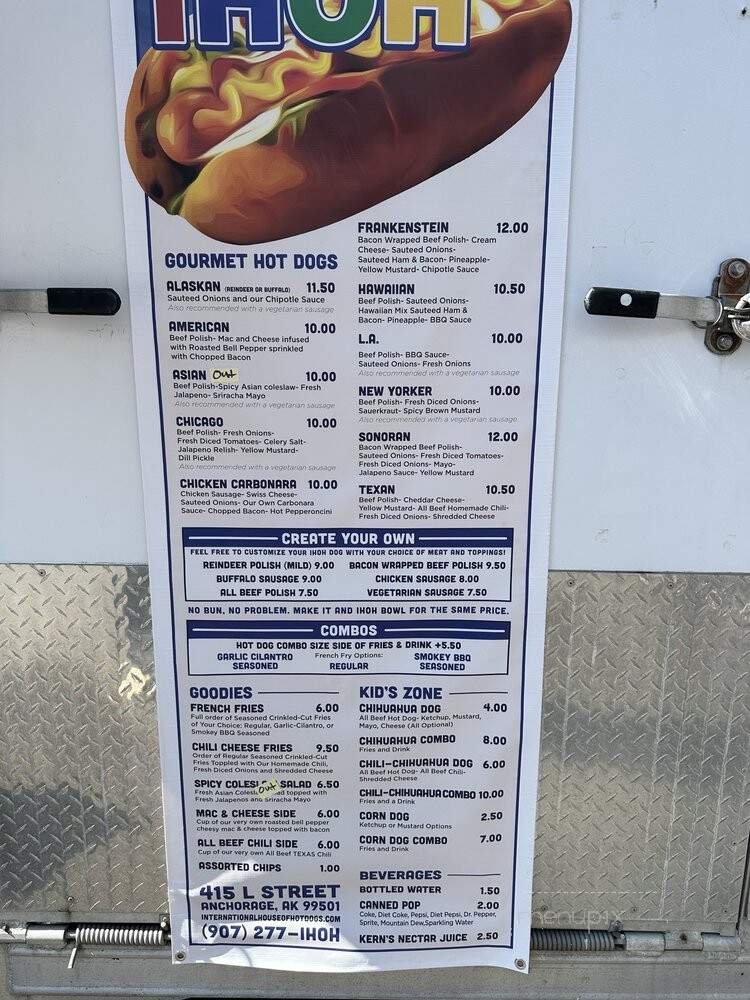 IHOH
GOURMET HOT DOGS
ALASKAN (REINDEER OR BUFFALO) 11.50
Sauteed Onions and our Chipotle Sauce
Also recommended with a vegetarian sausage
AMERICAN 10.00
Beef Polish- Mac and Cheese infused
with Roasted Bell Pepper sprinkled
with Chopped Bacon
ASIAN Out 10.00
Beef Polish-Spicy Asian coleslaw- Fresh
Jalapeno- Sriracha Mayo
Also recommended with a vegetarian sausage
CHICAGO 10.00
Beef Polish- Fresh Onions-
Fresh Diced Tomatoes- Celery Salt-
Jalapeno Relish- Yellow Mustard-
Dill Pickle
Also recommended with a vegetarian sausage
CHICKEN CARBONARA 10.00
Chicken Sausage- Swiss Cheese-
Sauteed Onions- Our Own Carbonara
Sauce- Chopped Bacon- Hot Pepperoncini
FRANKENSTEIN 12.00
Bacon Wrapped Beef Polish- Cream
Cheese- Sauteed Onions-
Sauteed Ham & Bacon- Pineapple-
Yellow Mustard- Chipotle Sauce
HAWAIIAN 10.50
Beef Polish- Sauteed Onions-
Hawaiian Mix Sauteed Ham &
Bacon- Pineapple- BBQ Sauce
L.A. 10.00
Beef Polish- BBQ Sauce-
Sauteed Onions- Fresh Onions
Also recommended with a vegetarian sausage
NEW YORKER 10.00
Beef Polish- Fresh Diced Onions-
Sauerkraut- Spicy Brown Mustard
Also recommended with a vegetarian sausage
SONORAN 12.00
Bacon Wrapped Beef Polish-
Sauteed Onions- Fresh Diced Tomatoes-
Fresh Diced Onions- Mayo-
Jalapeno Sauce- Yellow Mustard
TEXAN 10.50
Beef Polish- Cheddar Cheese-
Yellow Mustard- All Beef Homemade Chili-
Fresh Diced Onions- Shredded Cheese
CREATE YOUR OWN
FEEL FREE TO CUSTOMIZE YOUR IHOH DOG WITH YOUR CHOICE OF MEAT AND TOPPINGS!
REINDEER POLISH (MILD) 9.00 BACON WRAPPED BEEF POLISH 9.50
BUFFALO SAUSAGE 9.00 CHICKEN SAUSAGE 8.00
ALL BEEF POLISH 7.50 VEGETARIAN SAUSAGE 7.50
NO BUN, NO PROBLEM. MAKE IT AND IHOH BOWL FOR THE SAME PRICE.
COMBOS
HOT DOG COMBO SIZE SIDE OF FRIES & DRINK +5.50
French Fry Options:
GARLIC CILANTRO
SEASONED
REGULAR
SMOKEY BBQ
SEASONED
GOODIES
FRENCH FRIES 6.00
Full order of Seasoned Crinkled-Cut Fries
of Your Choice: Regular, Garlic-Cilantro, or
Smokey BBQ Seasoned
CHILI CHEESE FRIES 9.50
Order of Regular Seasoned Crinkled-Cut
Fries Toppled with Our Homemade Chili,
Fresh Diced Onions and Shredded Cheese
SPICY COLESL Out SALAD 6.50
Fresh Asian topped with
Fresh Jalapenos and Sriracha Mayo
MAC & CHEESE SIDE 6.00
Cup of our very own roasted bell pepper
cheesy mac & cheese topped with bacon
ALL BEEF CHILI SIDE 6.00
Cup of our very own All Beef TEXAS Chili
ASSORTED CHIPS 1.00
KID'S ZONE
CHIHUAHUA DOG 4.00
All Beef Hot Dog- Ketchup, Mustard,
Mayo, Cheese (All Optional)
CHIHUAHUA COMBO 8.00
Fries and Drink
CHILI-CHIHUAHUA DOG 6.00
All Beef Hot Dog- All Beef Chili-
Shredded Cheese
CHILI-CHIHUAHUA COMBO 10.00
Fries and a Drink
CORN DOG 2.50
Ketchup or Mustard Options
CORN DOG COMBO 7.00
Fries and Drink
BEVERAGES
BOTTLED WATER 1.50
CANNED POP 2.00
Coke, Diet Coke, Pepsi, Diet Pepsi, Dr. Pepper,
Sprite, Mountain Dew,Sparkling Water
KERN'S NECTAR JUICE 2.50
415 L STREET
ANCHORAGE, AK 99501
INTERNATIONALHOUSEOFHOTDOGS.COM
(907) 277-IHOH
menupix